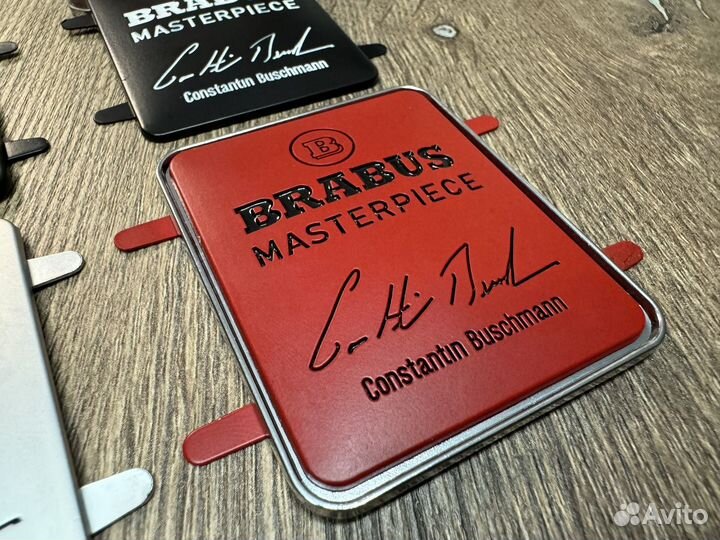 BRABUS
MASTERPIECE
Constantin Buschmann
B
BRABUS
MASTERPIECE
Constantin Buschmann
Avito